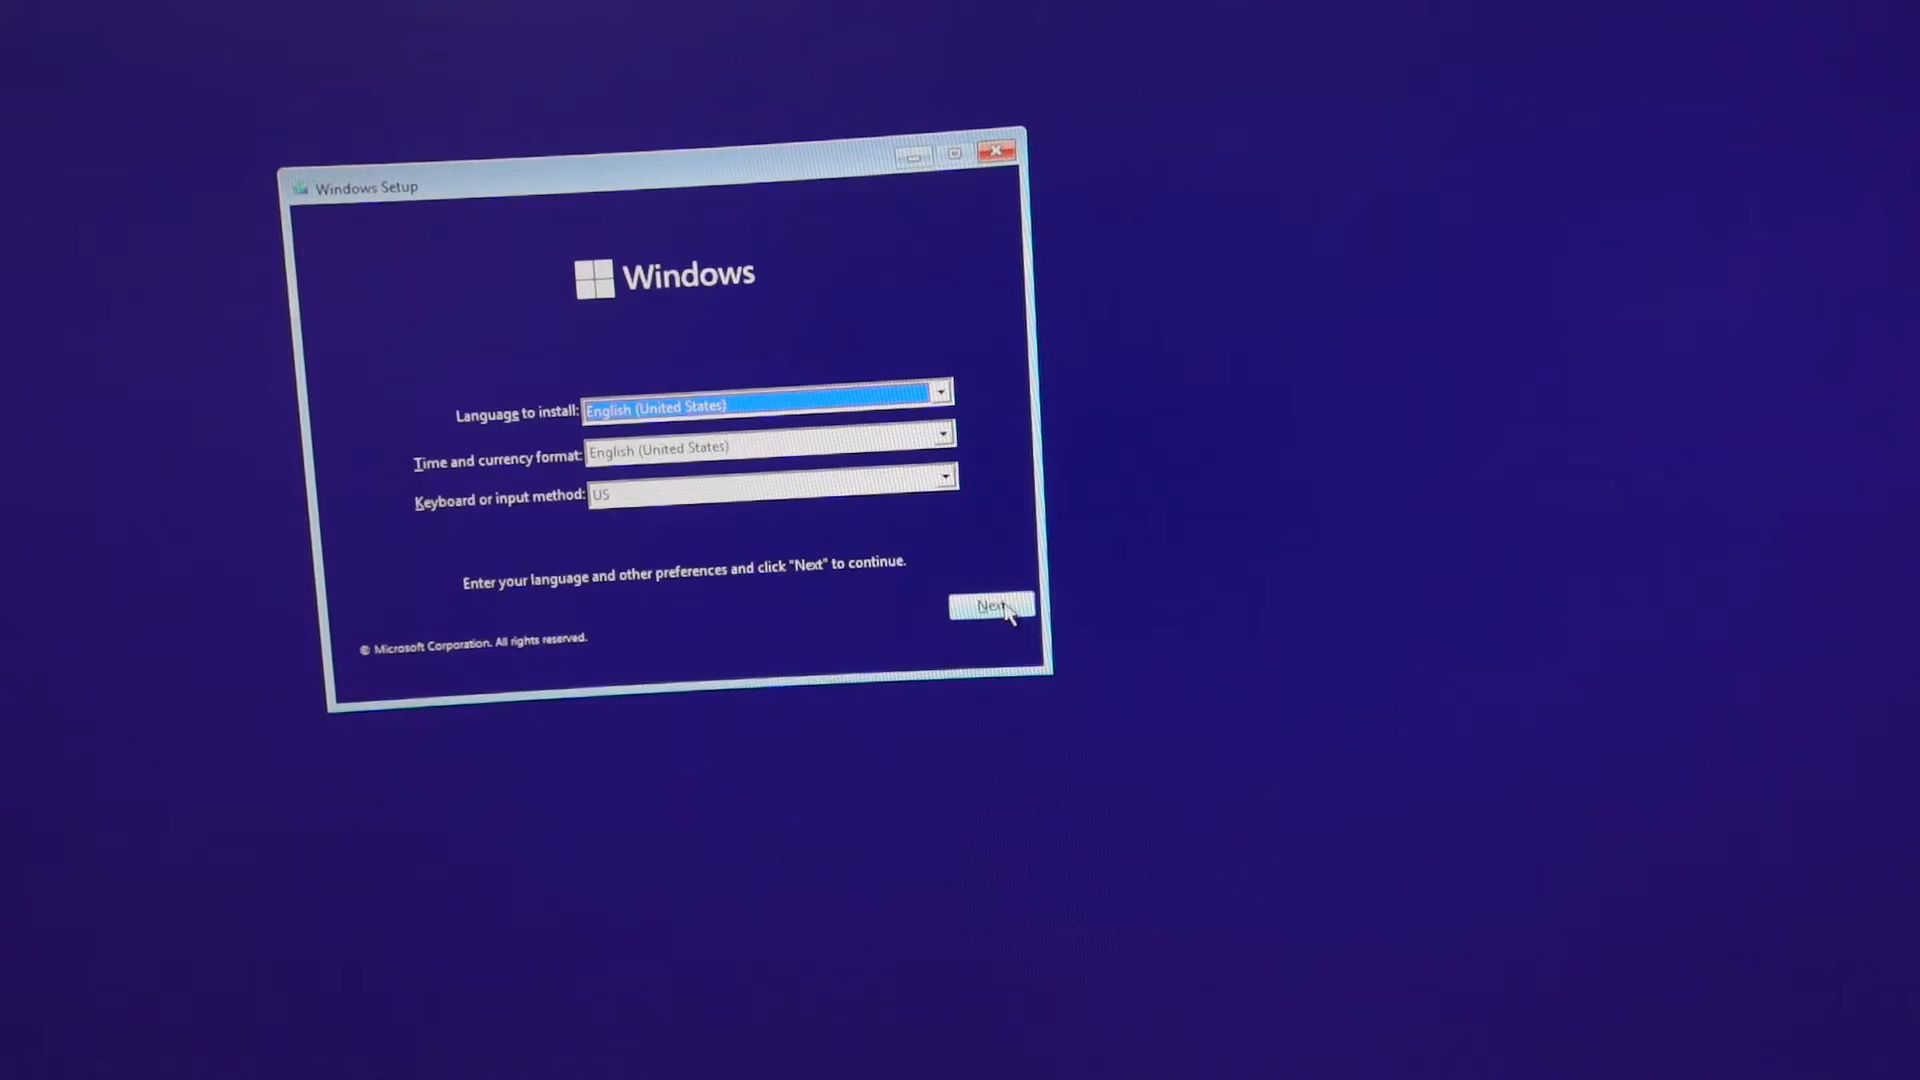 Windows Setup
Windows
Language to install: English (United States)
Time and currency format: English (United States)
Keyboard or input method: US
Enter your language and other preferences and click "Next" to continue.
Next
© Microsoft Corporation. All rights reserved.